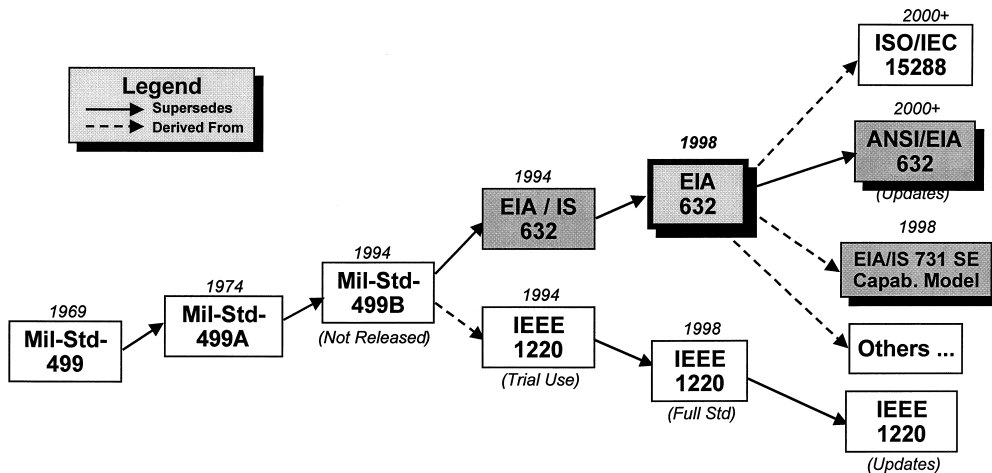 Legend
Supersedes
Derived From
1969
Mil-Std-
499
1974
Mil-Std-
499A
1994
Mil-Std-
499B
(Not Released)
1994
EIA / IS
632
1994
IEEE
1220
(Trial Use)
1998
EIA
632
1998
IEEE
1220
(Full Std)
2000+
ISO/IEC
15288
2000+
ANSI/EIA
632
(Updates)
1998
EIA/IS 731 SE
Capab. Model
Others ...
IEEE
1220
(Updates)